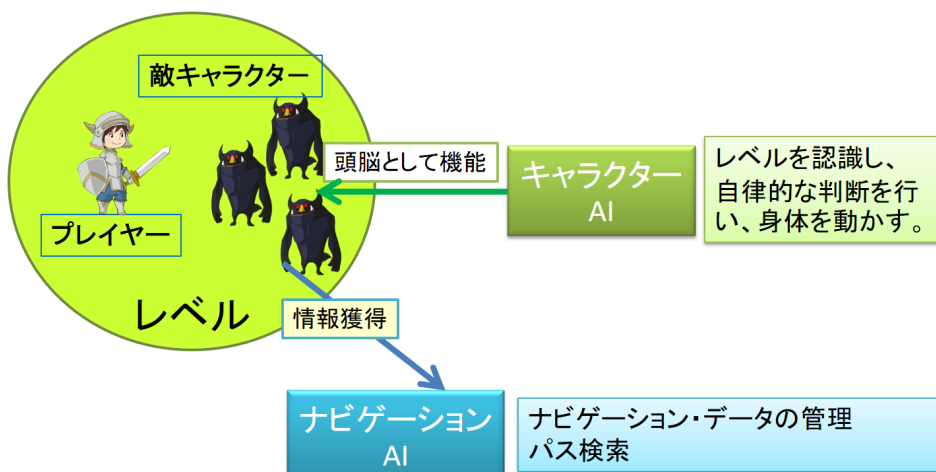 敵キャラクター
プレイヤー
レベル
頭脳として機能
キャラクター
AI
レベルを認識し、
自律的な判断を行
い、身体を動かす。
情報獲得
ナビゲーション
AI
ナビゲーション・データの管理
パス検索